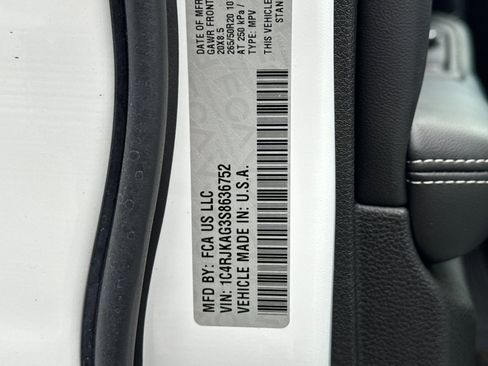 DATE OF MFR
GAWR FRONT
20X8.5
265/50R20 10
AT 250 kPa /
TYPE: MPV
THIS VEHICLE
STAN
MFD BY: FCA US LLC
VIN: 1C4RJKAG3S8636752
VEHICLE MADE IN: U.S.A.